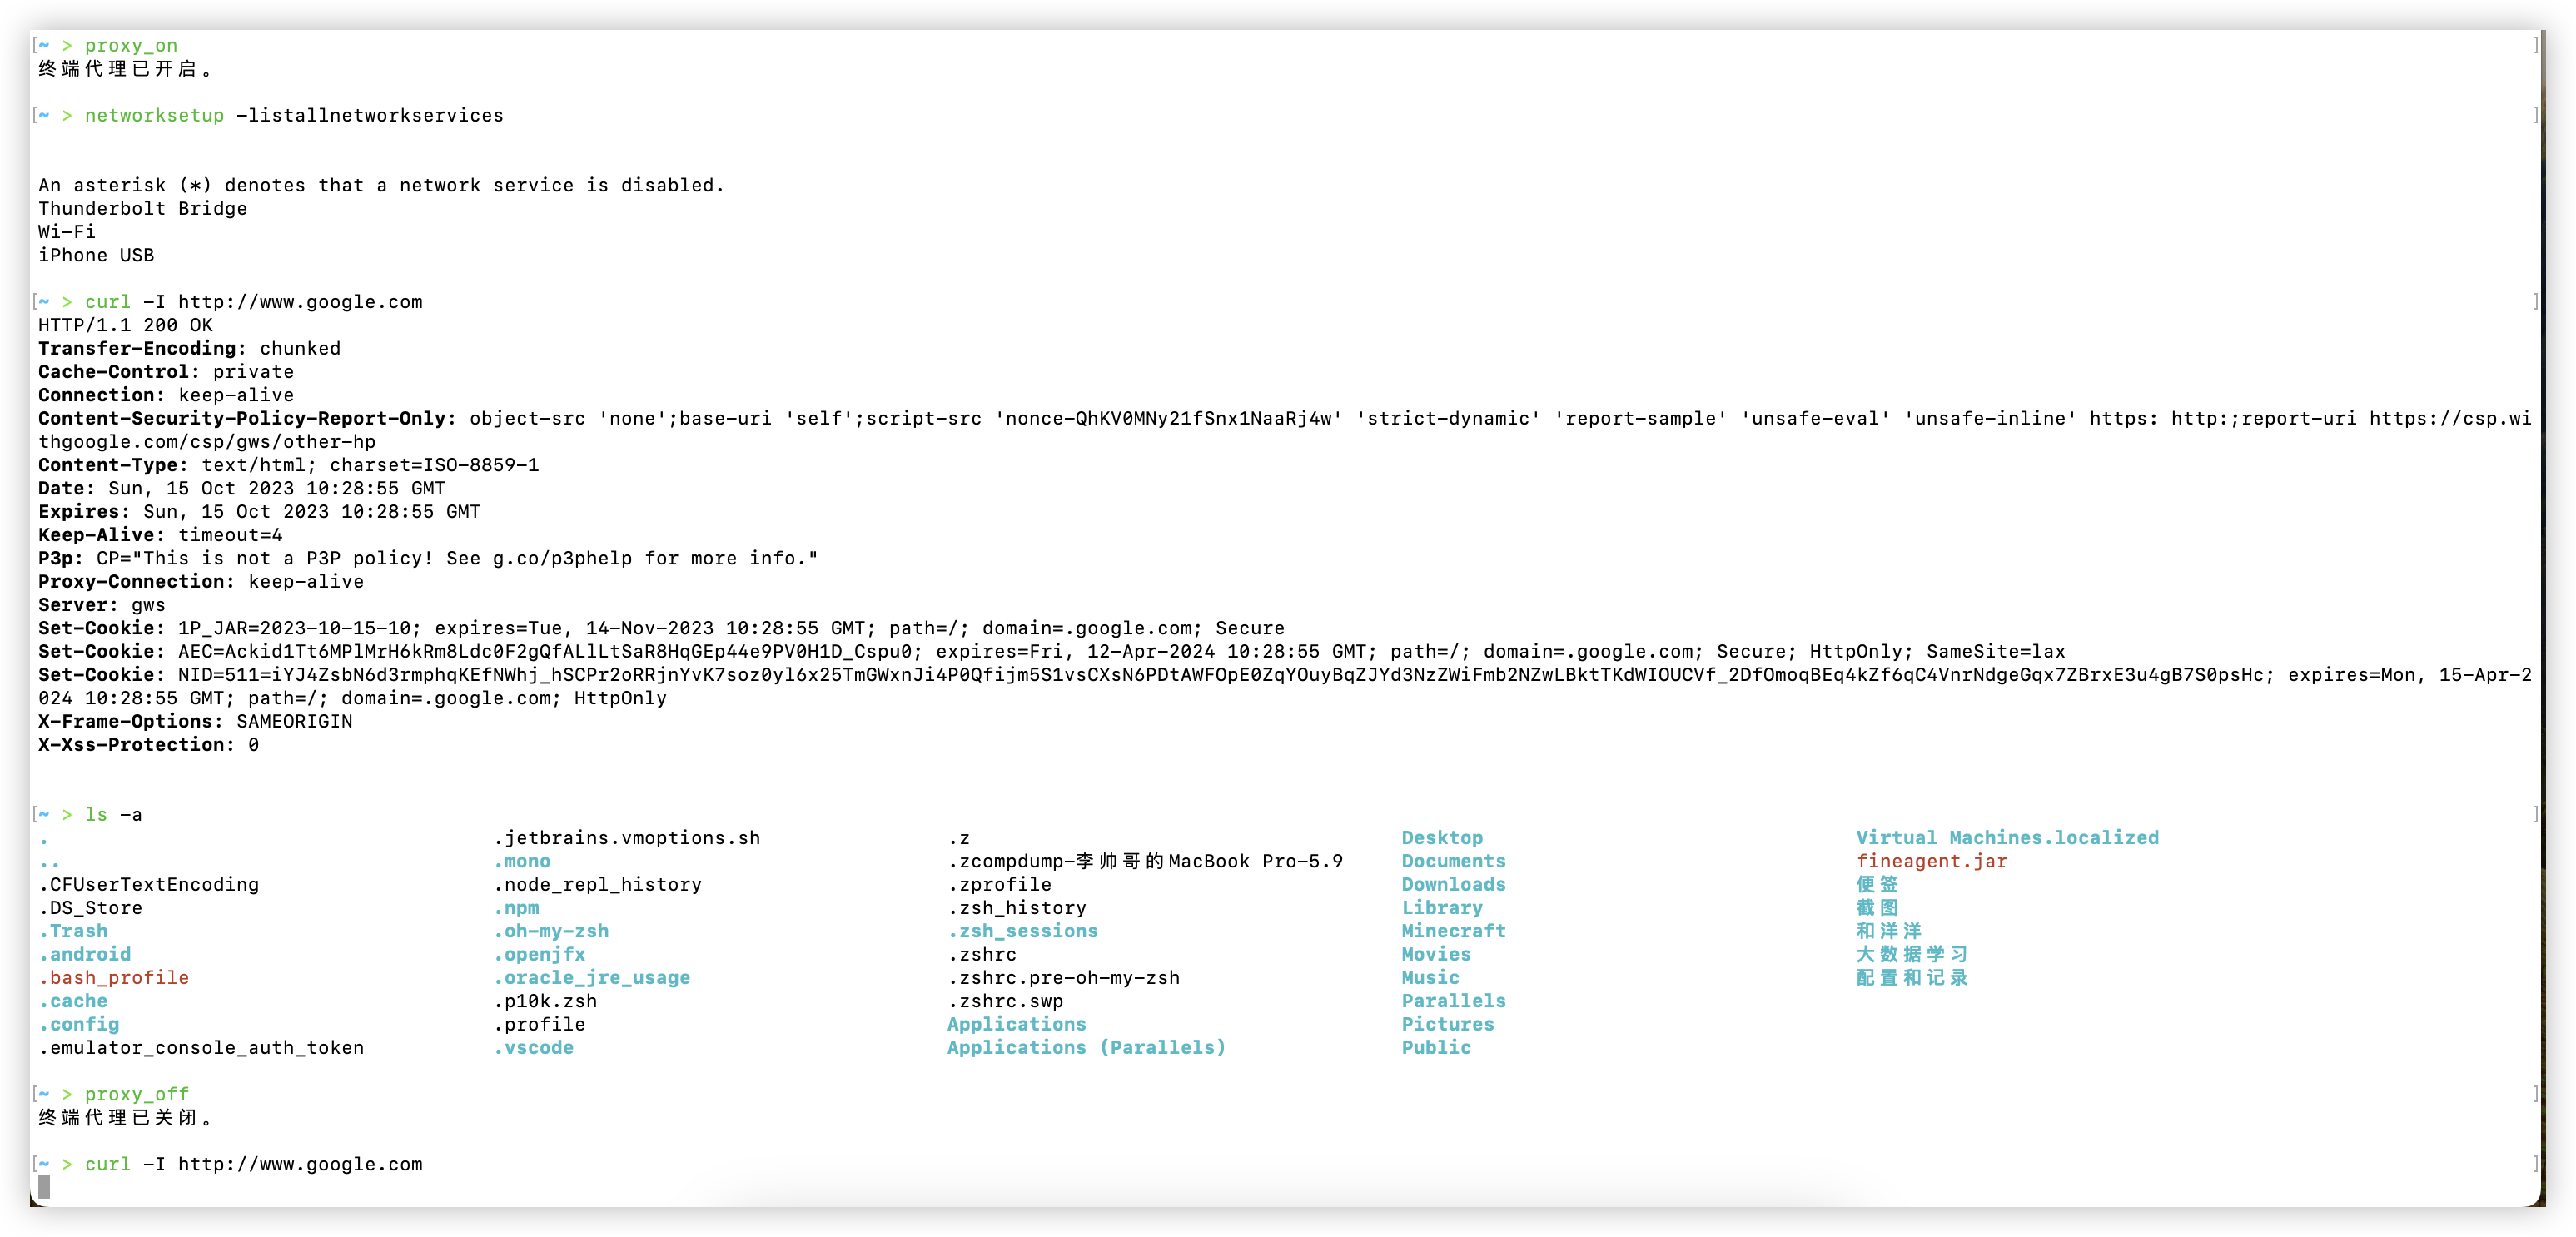 [~ > proxy_on ]
终端代理已开启。
[~ > networksetup -listallnetworkservices ]
An asterisk (*) denotes that a network service is disabled.
Thunderbolt Bridge
Wi-Fi
iPhone USB
[~ > curl -I http://www.google.com ]
HTTP/1.1 200 OK
Transfer-Encoding: chunked
Cache-Control: private
Connection: keep-alive
Content-Security-Policy-Report-Only: object-src 'none';base-uri 'self';script-src 'nonce-QhKV0MNy21fSnx1NaaRj4w' 'strict-dynamic' 'report-sample' 'unsafe-eval' 'unsafe-inline' https: http:;report-uri https://csp.wi
thgoogle.com/csp/gws/other-hp
Content-Type: text/html; charset=ISO-8859-1
Date: Sun, 15 Oct 2023 10:28:55 GMT
Expires: Sun, 15 Oct 2023 10:28:55 GMT
Keep-Alive: timeout=4
P3p: CP="This is not a P3P policy! See g.co/p3phelp for more info."
Proxy-Connection: keep-alive
Server: gws
Set-Cookie: 1P_JAR=2023-10-15-10; expires=Tue, 14-Nov-2023 10:28:55 GMT; path=/; domain=.google.com; Secure
Set-Cookie: AEC=Ackid1Tt6MPlMrH6kRm8Ldc0F2gQfALlLtSaR8HqGEp44e9PV0H1D_Cspu0; expires=Fri, 12-Apr-2024 10:28:55 GMT; path=/; domain=.google.com; Secure; HttpOnly; SameSite=lax
Set-Cookie: NID=511=iYJ4ZsbN6d3rmphqKEfNWhj_hSCPr2oRRjnYvK7soz0yl6x25TmGWxnJi4P0Qfijm5S1vsCXsN6PDtAWFOpE0ZqYOuyBqZJYd3NzZWiFmb2NZwLBktTKdWIOUCVf_2DfOmoqBEq4kZf6qC4VnrNdgeGqx7ZBrxE3u4gB7S0psHc; expires=Mon, 15-Apr-2
024 10:28:55 GMT; path=/; domain=.google.com; HttpOnly
X-Frame-Options: SAMEORIGIN
X-Xss-Protection: 0
[~ > ls -a ]
. .jetbrains.vmoptions.sh .z Desktop Virtual Machines.localized
.. .mono .zcompdump-李帅哥的MacBook Pro-5.9 Documents fineagent.jar
.CFUserTextEncoding .node_repl_history .zprofile Downloads 便签
.DS_Store .npm .zsh_history Library 截图
.Trash .oh-my-zsh .zsh_sessions Minecraft 和洋洋
.android .openjfx .zshrc Movies 大数据学习
.bash_profile .oracle_jre_usage .zshrc.pre-oh-my-zsh Music 配置和记录
.cache .p10k.zsh .zshrc.swp Parallels
.config .profile Applications Pictures
.emulator_console_auth_token .vscode Applications (Parallels) Public
[~ > proxy_off ]
终端代理已关闭。
[~ > curl -I http://www.google.com ]